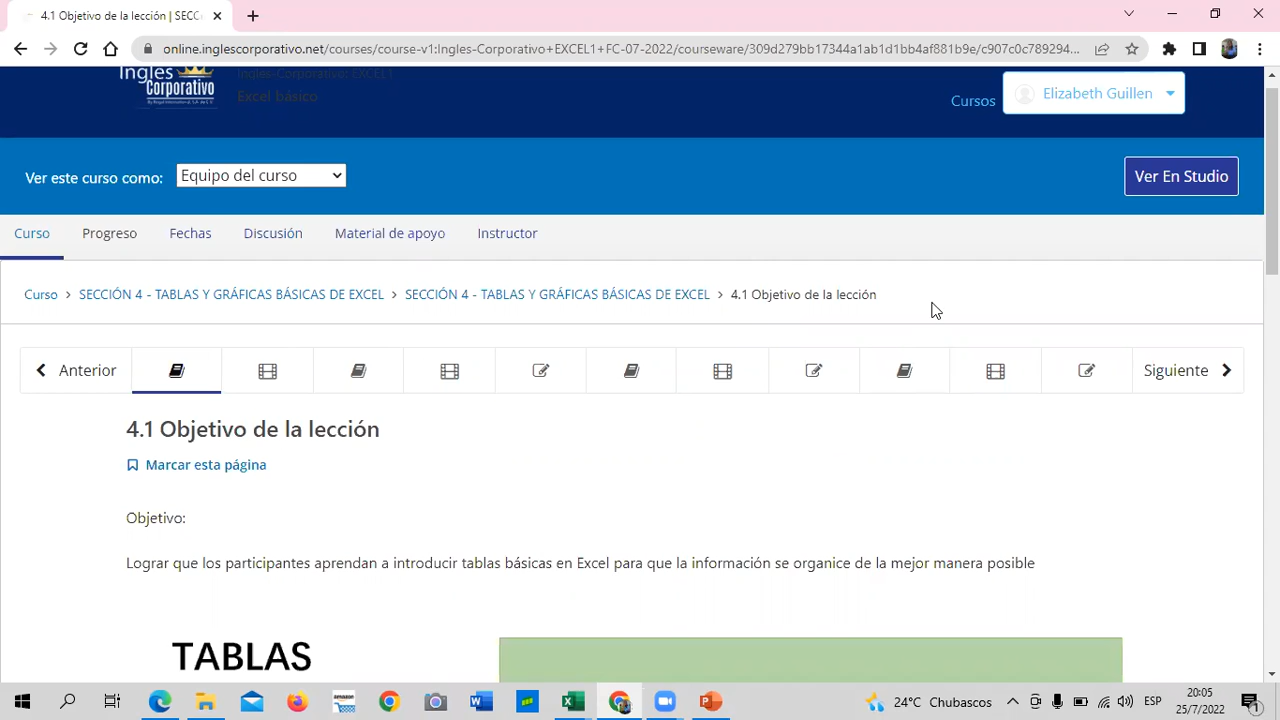 4.1 Objetivo de la lección | SECC
online.inglescorporativo.net/courses/course-v1:Ingles-Corporativo+EXCEL1+FC-07-2022/courseware/309d279bb17344a1ab1d1bb4af881b9e/c907c0c789294...
Ingles
Corporativo
Ingles-Corporativo: EXCEL1
Excel básico
Cursos
Elizabeth Guillen
Ver este curso como:
Equipo del curso
Ver En Studio
Curso
Progreso
Fechas
Discusión
Material de apoyo
Instructor
Curso > SECCIÓN 4 - TABLAS Y GRÁFICAS BÁSICAS DE EXCEL > SECCIÓN 4 - TABLAS Y GRÁFICAS BÁSICAS DE EXCEL > 4.1 Objetivo de la lección
Anterior
Siguiente
4.1 Objetivo de la lección
Marcar esta página
Objetivo:
Lograr que los participantes aprendan a introducir tablas básicas en Excel para que la información se organice de la mejor manera posible
TABLAS
24°C Chubascos
ESP
20:05
25/7/2022